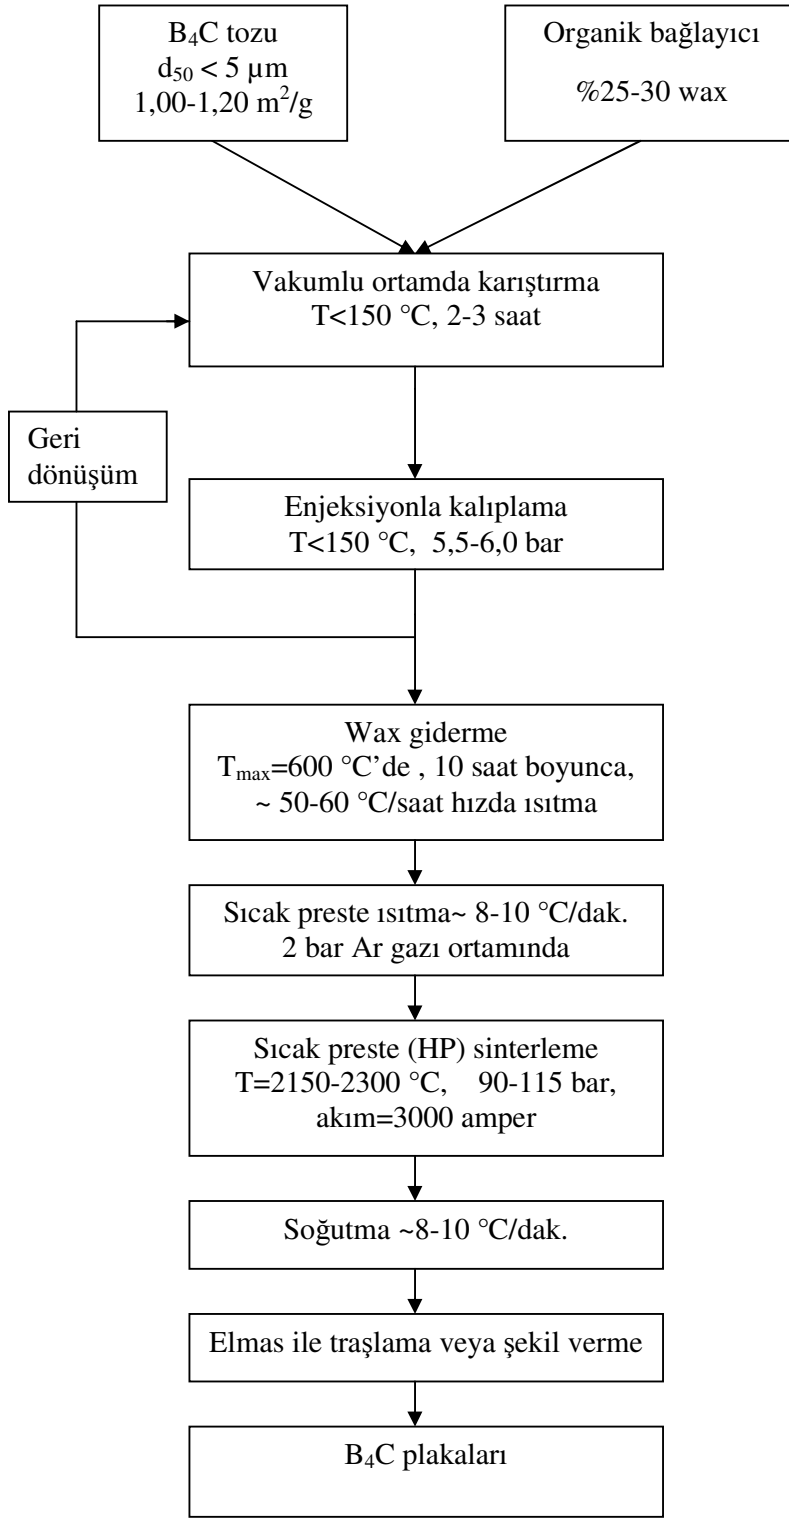 B₄C tozu
d₅₀ < 5 µm
1,00-1,20 m²/g
Organik bağlayıcı
%25-30 wax
Vakumlu ortamda karıştırma
T<150 °C, 2-3 saat
Geri
dönüşüm
Enjeksiyonla kalıplama
T<150 °C, 5,5-6,0 bar
Wax giderme
Tₘₐₓ=600 °C’de , 10 saat boyunca,
~ 50-60 °C/saat hızda ısıtma
Sıcak preste ısıtma~ 8-10 °C/dak.
2 bar Ar gazı ortamında
Sıcak preste (HP) sinterleme
T=2150-2300 °C, 90-115 bar,
akım=3000 amper
Soğutma ~8-10 °C/dak.
Elmas ile traşlama veya şekil verme
B₄C plakaları